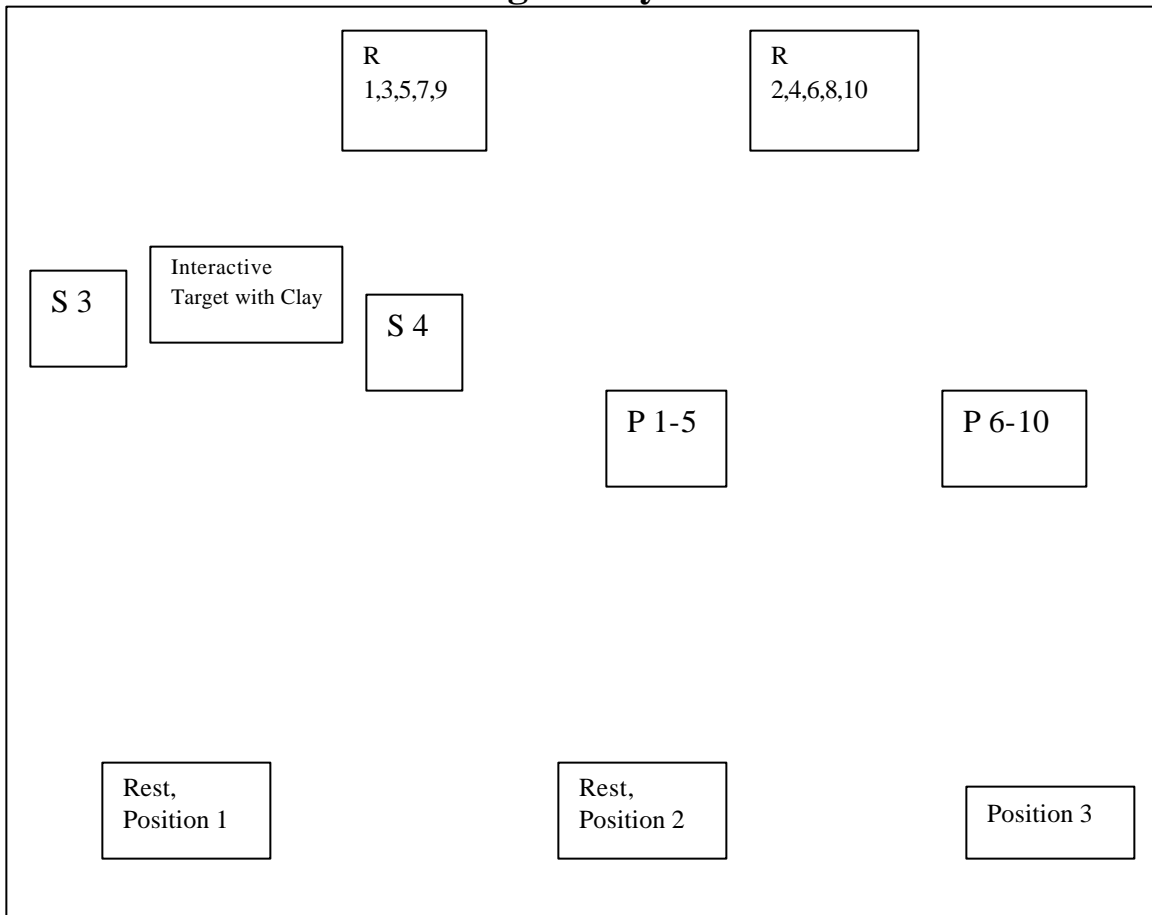 R
1,3,5,7,9
R
2,4,6,8,10
Interactive
Target with Clay
S 3
S 4
P 1-5
P 6-10
Rest,
Position 1
Rest,
Position 2
Position 3